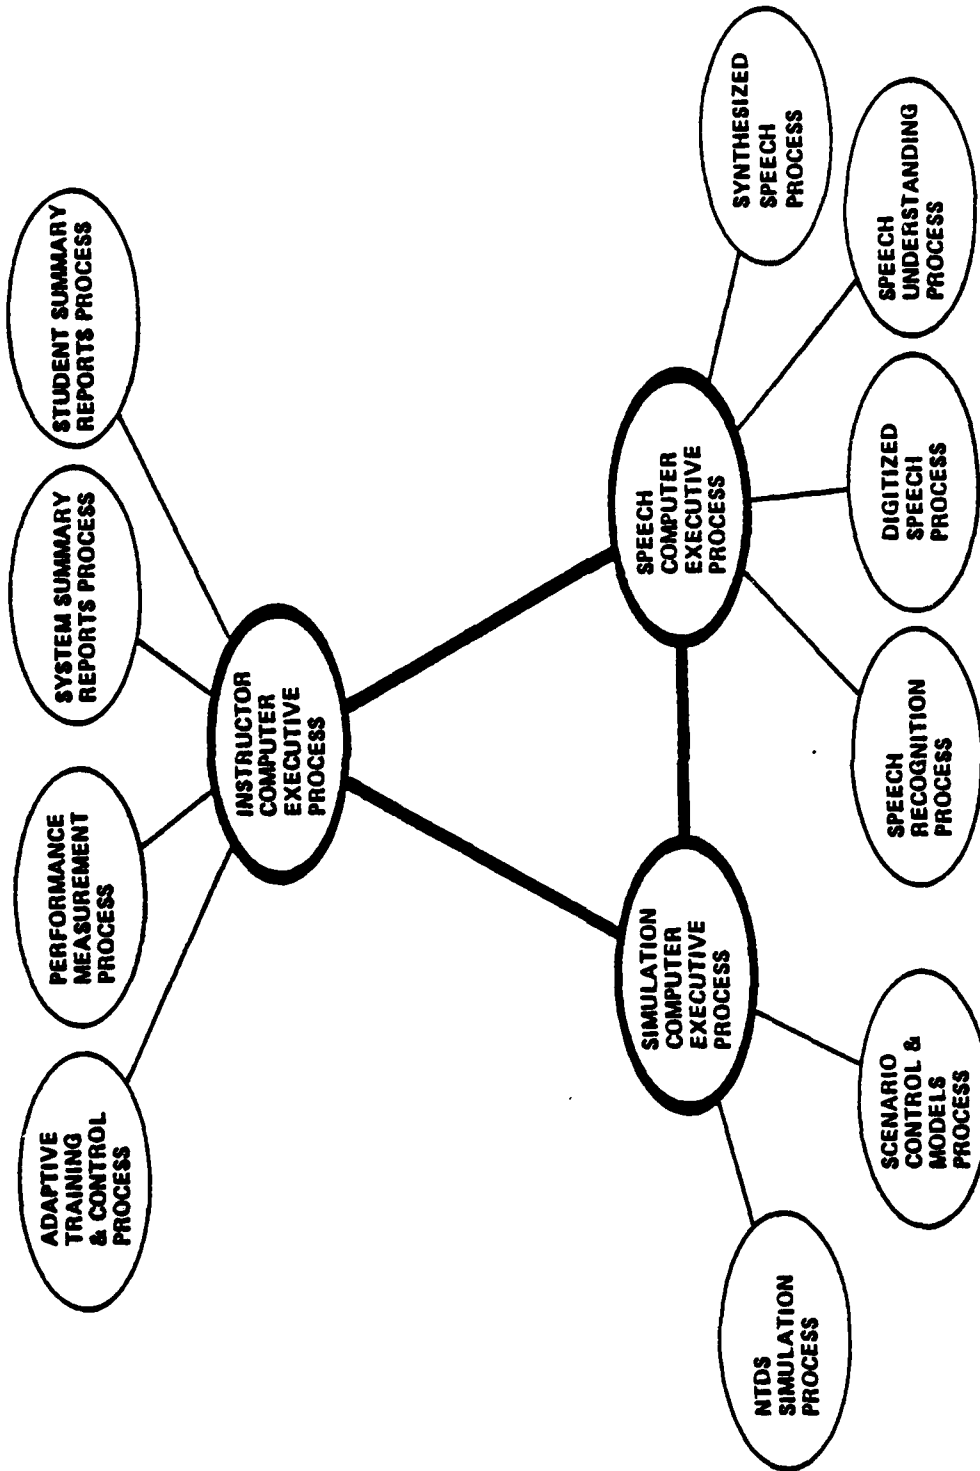 ADAPTIVE
TRAINING
& CONTROL
PROCESS
PERFORMANCE
MEASUREMENT
PROCESS
SYSTEM SUMMARY
REPORTS PROCESS
STUDENT SUMMARY
REPORTS PROCESS
INSTRUCTOR
COMPUTER
EXECUTIVE
PROCESS
SIMULATION
COMPUTER
EXECUTIVE
PROCESS
SPEECH
COMPUTER
EXECUTIVE
PROCESS
NTDS
SIMULATION
PROCESS
SCENARIO
CONTROL &
MODELS
PROCESS
SPEECH
RECOGNITION
PROCESS
DIGITIZED
SPEECH
PROCESS
SPEECH
UNDERSTANDING
PROCESS
SYNTHESIZED
SPEECH
PROCESS